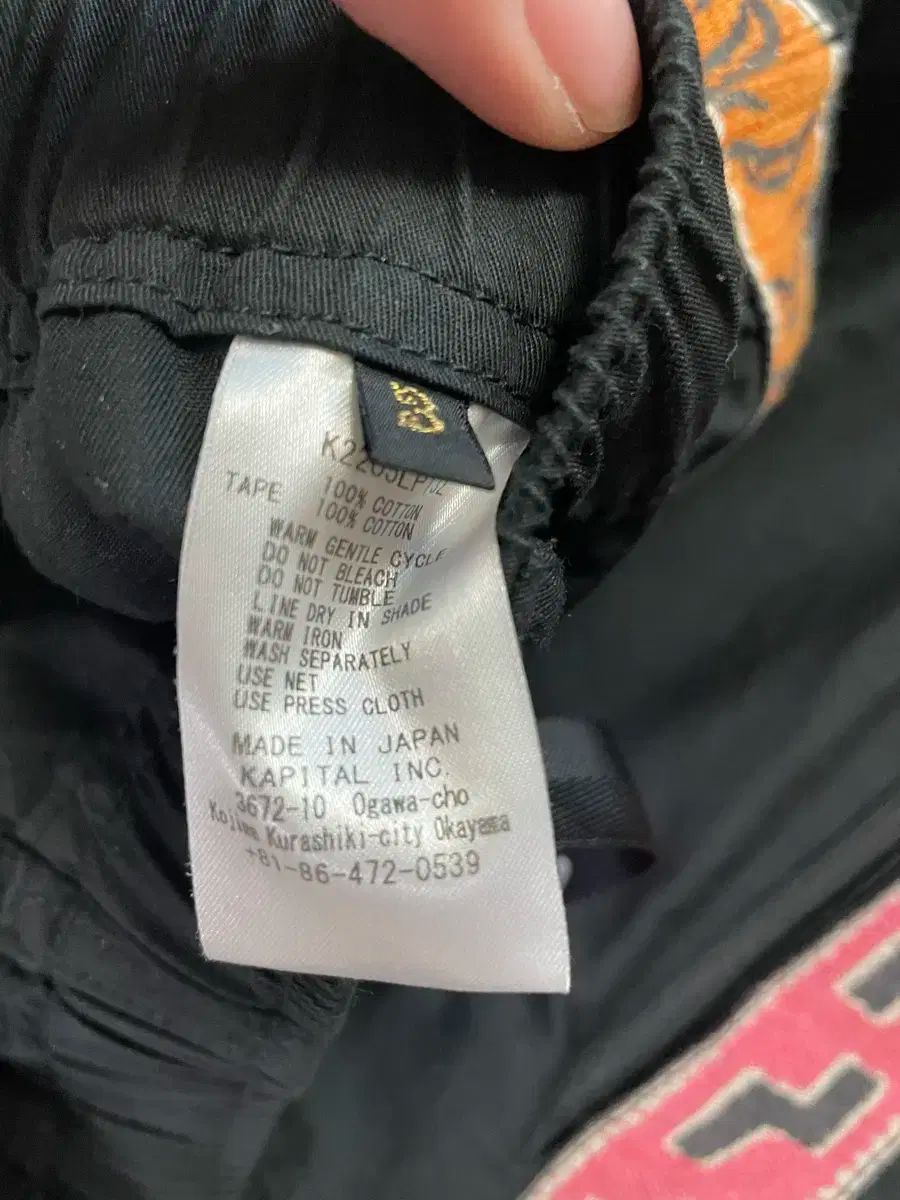 K2205LP
TAPE 100% COTTON
100% COTTON
WARM GENTLE CYCLE
DO NOT BLEACH
DO NOT TUMBLE
LINE DRY IN SHADE
WARM IRON
WASH SEPARATELY
USE NET
USE PRESS CLOTH
MADE IN JAPAN
KAPITAL INC.
3672-10 Ogawa-cho
Kojima Kurashiki-city Okayama
+81-86-472-0539